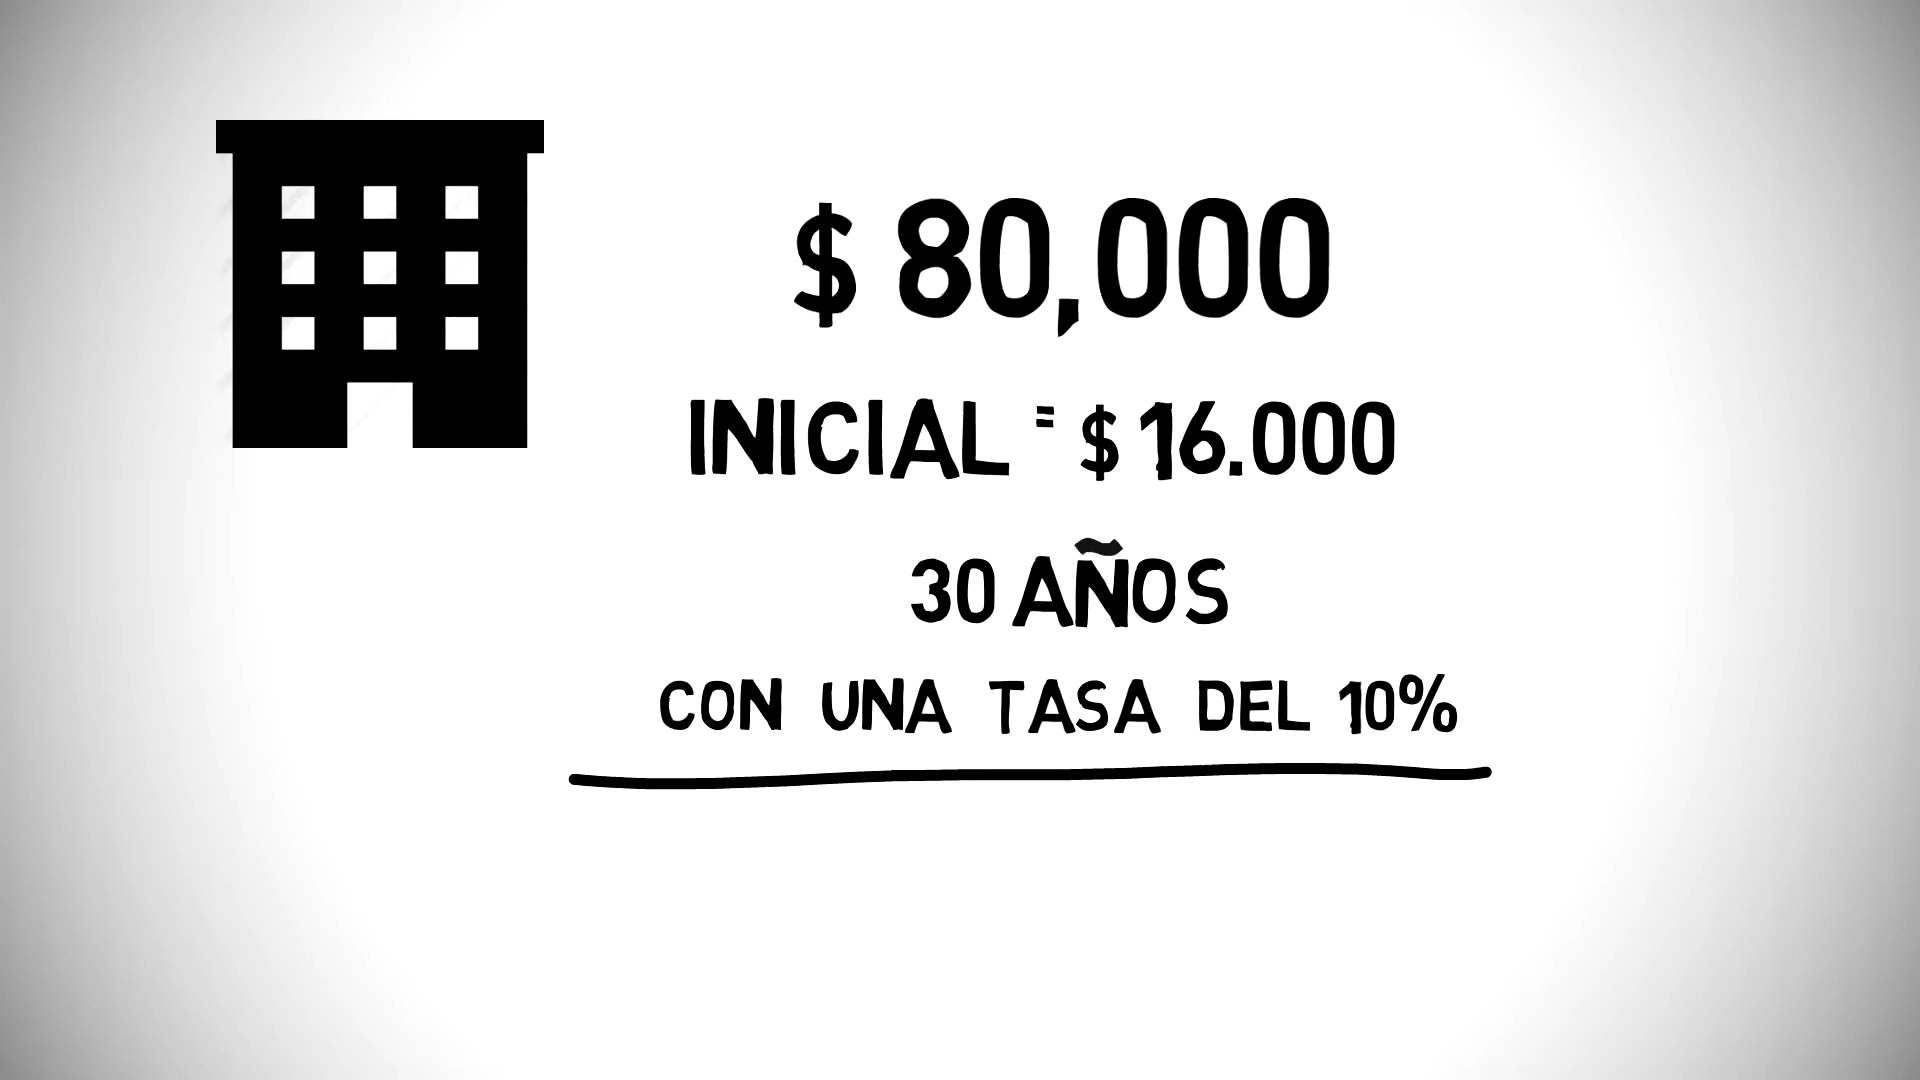 $ 80,000
INICIAL = $ 16.000
30 AÑOS
CON UNA TASA DEL 10%